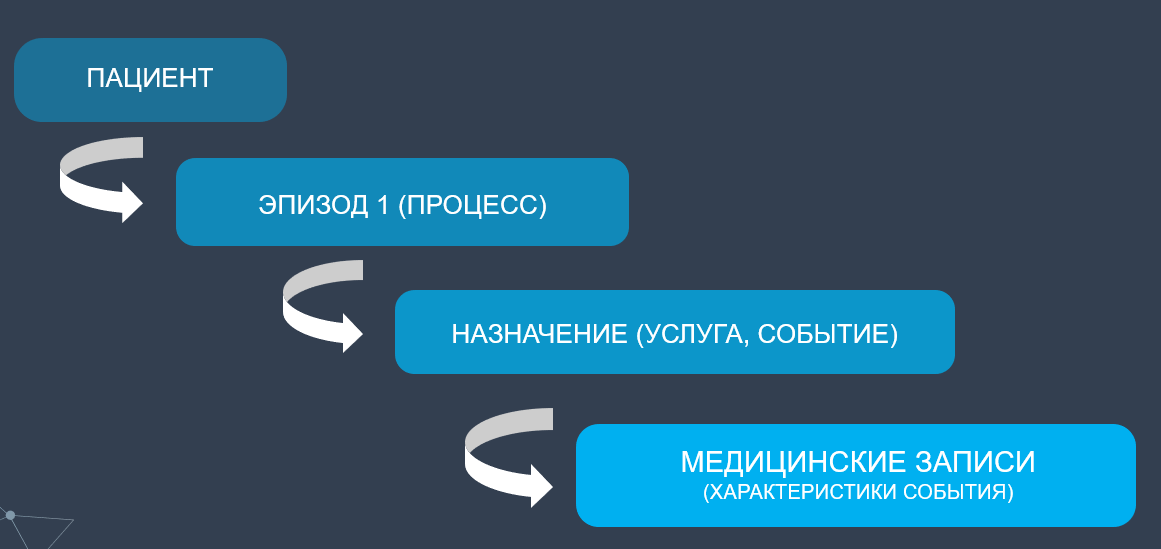 ПАЦИЕНТ
ЭПИЗОД 1 (ПРОЦЕСС)
НАЗНАЧЕНИЕ (УСЛУГА, СОБЫТИЕ)
МЕДИЦИНСКИЕ ЗАПИСИ
(ХАРАКТЕРИСТИКИ СОБЫТИЯ)